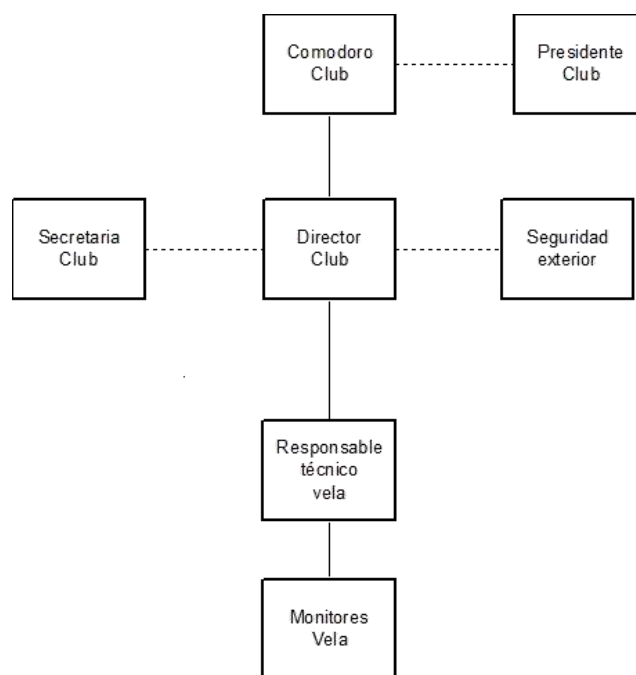 Comodoro
Club
Presidente
Club
Secretaria
Club
Director
Club
Seguridad
exterior
Responsable
técnico
vela
Monitores
Vela